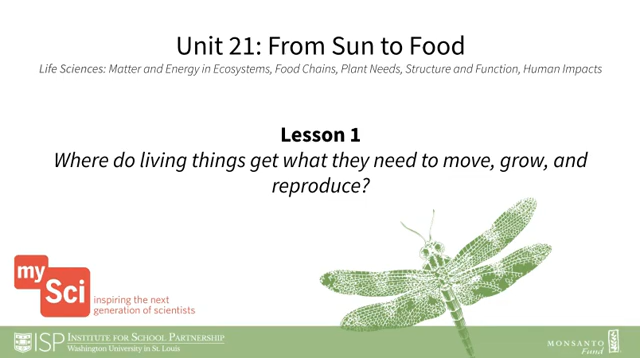 Unit 21: From Sun to Food
Life Sciences: Matter and Energy in Ecosystems, Food Chains, Plant Needs, Structure and Function, Human Impacts
Lesson 1
Where do living things get what they need to move, grow, and
reproduce?
my
Sci
inspiring the next
generation of scientists
ISP INSTITUTE FOR SCHOOL PARTNERSHIP
Washington University in St. Louis
MONSANTO
Fund